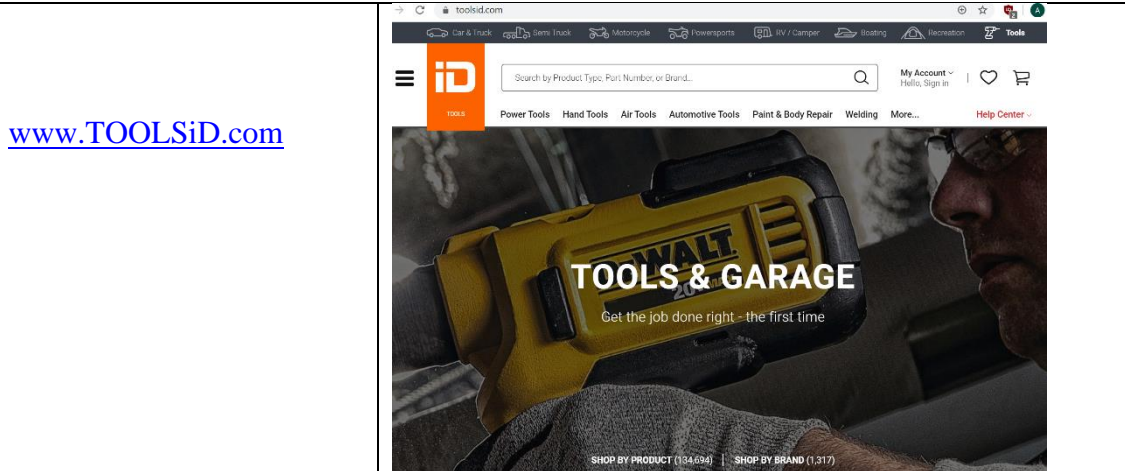 www.TOOLSiD.com
toolsid.com
Car & Truck Semi Truck Motorcycle Powersports RV / Camper Boating Recreation Tools
iD
TOOLS
Search by Product Type, Part Number, or Brand...
My Account
Hello, Sign in
Power Tools Hand Tools Air Tools Automotive Tools Paint & Body Repair Welding More... Help Center
DEWALT
20V MAX
TOOLS & GARAGE
Get the job done right - the first time
SHOP BY PRODUCT (134,694) | SHOP BY BRAND (1,317)
A
2